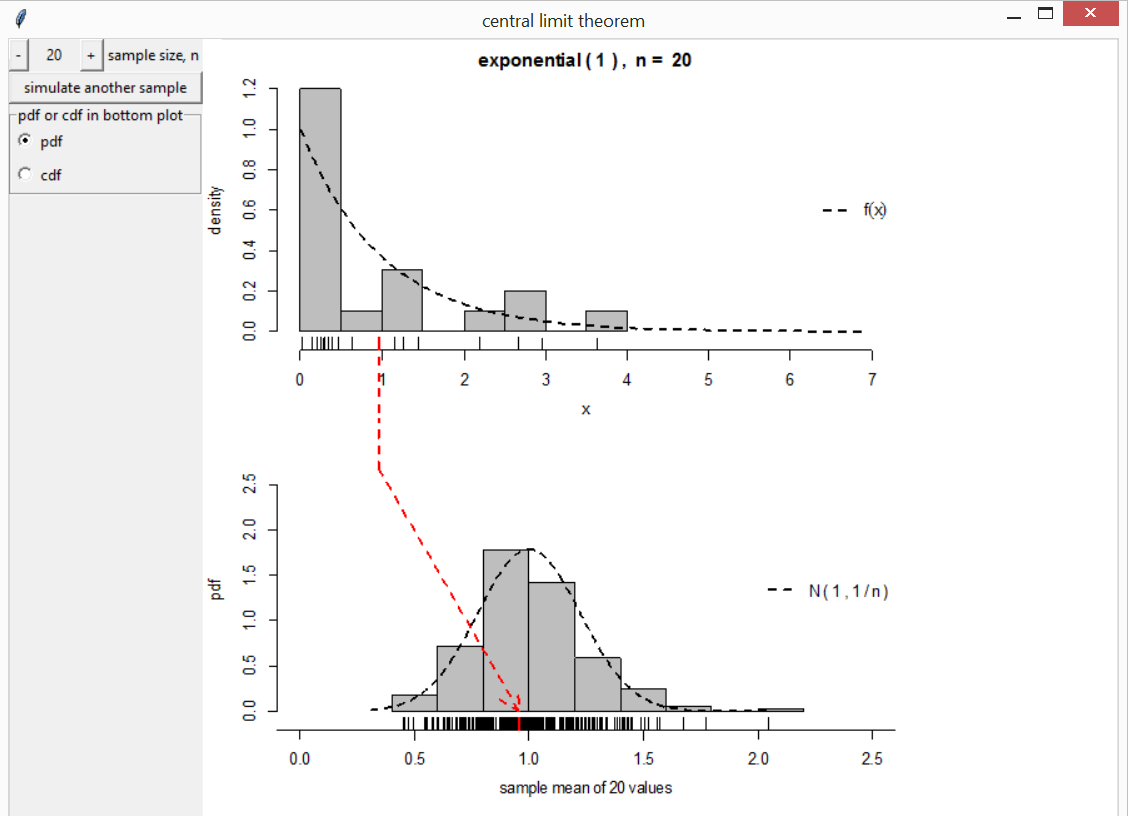 central limit theorem
- 20 + sample size, n
simulate another sample
pdf or cdf in bottom plot
pdf
cdf
exponential ( 1 ) , n = 20
density
0.0 0.2 0.4 0.6 0.8 1.0 1.2
f(x)
0 1 2 3 4 5 6 7
x
pdf
0.0 0.5 1.0 1.5 2.0 2.5
N ( 1 , 1 / n )
0.0 0.5 1.0 1.5 2.0 2.5
sample mean of 20 values